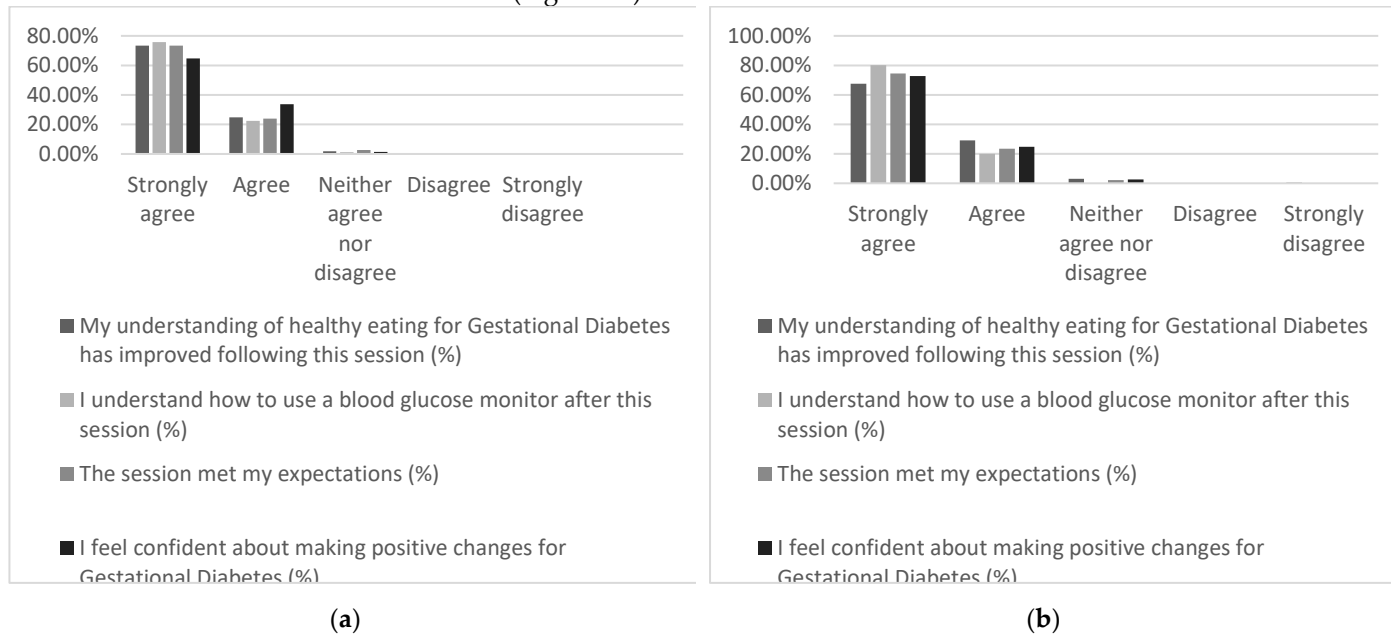 80.00%
60.00%
40.00%
20.00%
0.00%
Strongly agree
Agree
Neither agree nor disagree
Disagree
Strongly disagree
My understanding of healthy eating for Gestational Diabetes
has improved following this session (%)
I understand how to use a blood glucose monitor after this
session (%)
The session met my expectations (%)
I feel confident about making positive changes for
Gestational Diabetes (%)
(a)
100.00%
80.00%
60.00%
40.00%
20.00%
0.00%
Strongly agree
Agree
Neither agree nor disagree
Disagree
Strongly disagree
My understanding of healthy eating for Gestational Diabetes
has improved following this session (%)
I understand how to use a blood glucose monitor after this
session (%)
The session met my expectations (%)
I feel confident about making positive changes for
Gestational Diabetes (%)
(b)